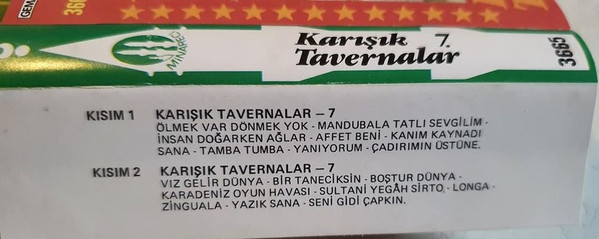 GEM
366
MINARECİ
Karışık 7.
Tavernalar
3665
KISIM 1 KARIŞIK TAVERNALAR – 7
ÖLMEK VAR DÖNMEK YOK - MANDUBALA TATLI SEVGİLİM -
İNSAN DOĞARKEN AĞLAR - AFFET BENİ - KANIM KAYNADI
SANA - TAMBA TUMBA - YANIYORUM - ÇADIRIMIN ÜSTÜNE.
KISIM 2 KARIŞIK TAVERNALAR – 7
VIZ GELİR DÜNYA - BİR TANECİKSİN - BOŞTUR DÜNYA -
KARADENİZ OYUN HAVASI - SULTANİ YEGÂH SİRTO - LONGA -
ZİNGUALA - YAZIK SANA - SENİ GİDİ ÇAPKIN.